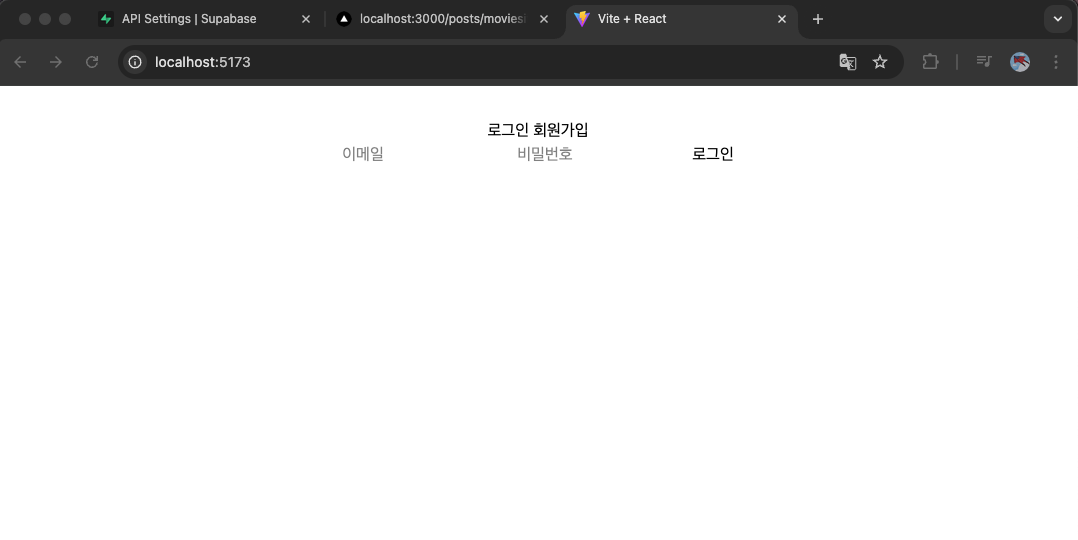 API Settings | Supabase
localhost:3000/posts/movies
Vite + React
localhost:5173
로그인 회원가입
이메일 비밀번호 로그인